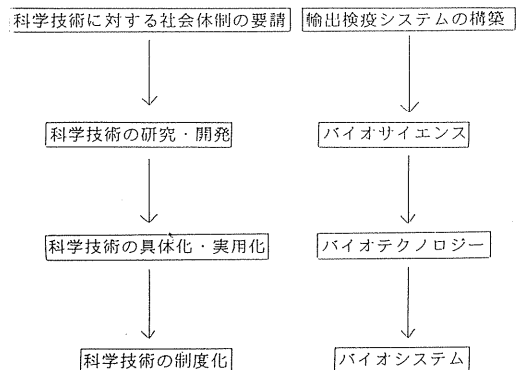 科学技術に対する社会体制の要請
輸出検疫システムの構築
科学技術の研究・開発
バイオサイエンス
科学技術の具体化・実用化
バイオテクノロジー
科学技術の制度化
バイオシステム